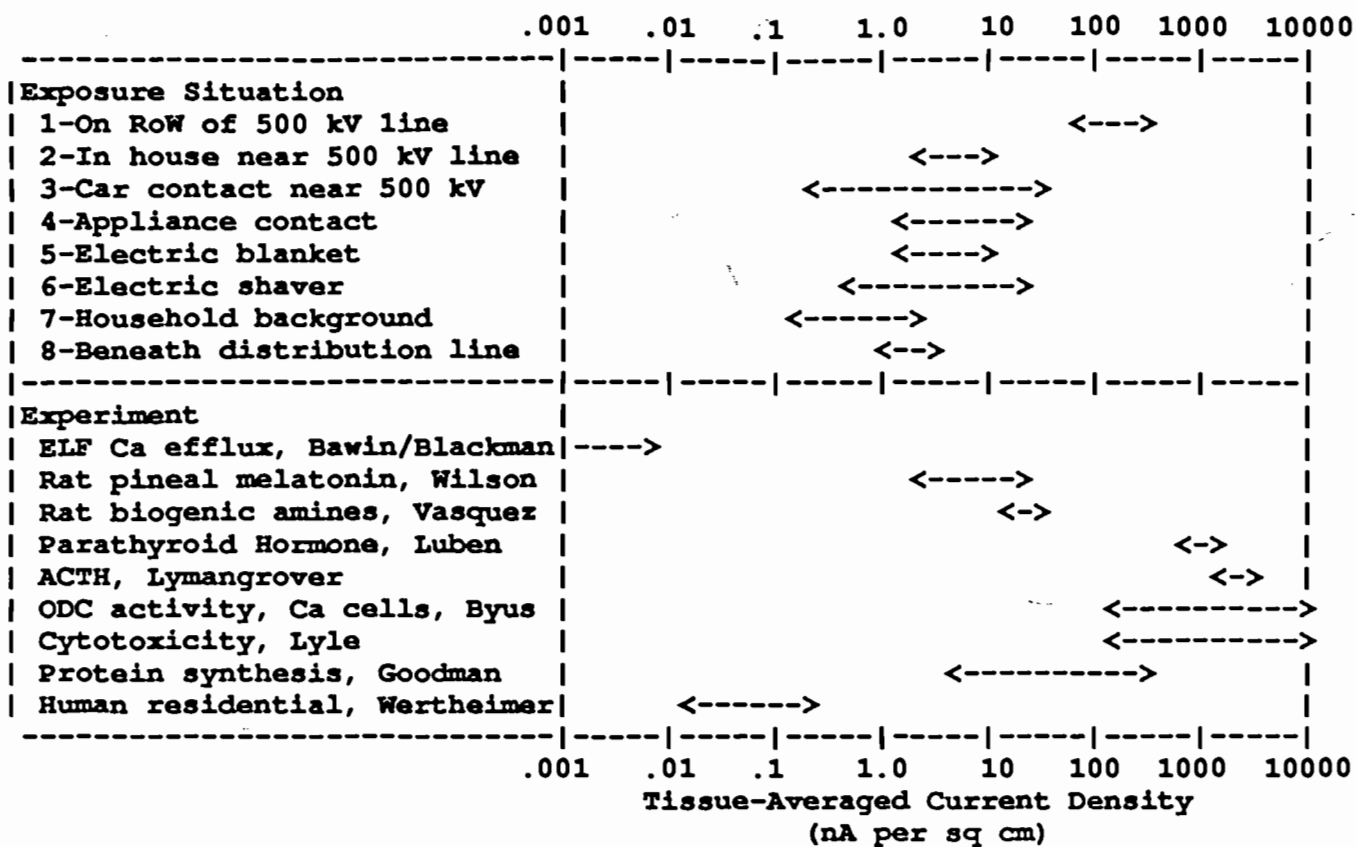 .001 .01 .1 1.0 10 100 1000 10000
-------------------------------|-----|-----|-----|-----|-----|-----|-----|
|Exposure Situation | |
| 1-On RoW of 500 kV line | <---> |
| 2-In house near 500 kV line | <---> |
| 3-Car contact near 500 kV | <------------> |
| 4-Appliance contact | <------> |
| 5-Electric blanket | <----> |
| 6-Electric shaver | <---------> |
| 7-Household background | <------> |
| 8-Beneath distribution line | <--> |
|------------------------------|-----|-----|-----|-----|-----|-----|-----|
|Experiment | |
| ELF Ca efflux, Bawin/Blackman|----> |
| Rat pineal melatonin, Wilson | <-----> |
| Rat biogenic amines, Vasquez | <-> |
| Parathyroid Hormone, Luben | <-> |
| ACTH, Lymangrover | <-> |
| ODC activity, Ca cells, Byus | <----------> |
| Cytotoxicity, Lyle | <----------> |
| Protein synthesis, Goodman | <----------> |
| Human residential, Wertheimer| <------> |
-------------------------------|-----|-----|-----|-----|-----|-----|-----|
.001 .01 .1 1.0 10 100 1000 10000
Tissue-Averaged Current Density
(nA per sq cm)